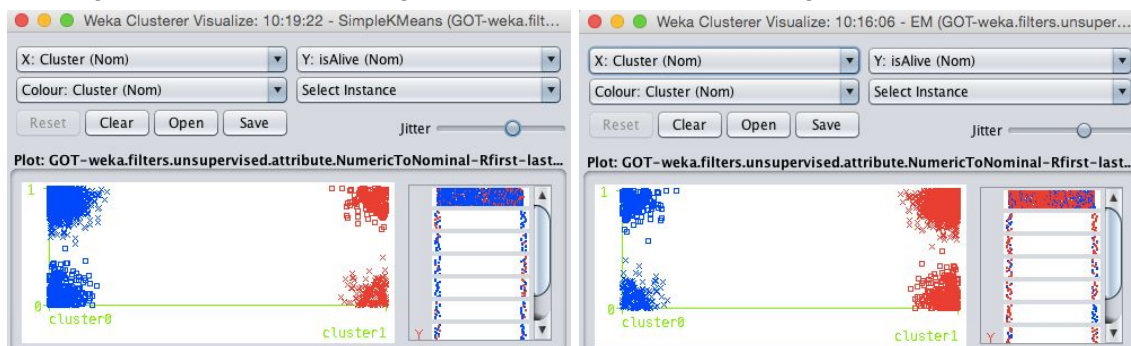 Weka Clusterer Visualize: 10:19:22 - SimpleKMeans (GOT-weka.filt...
X: Cluster (Nom)
Y: isAlive (Nom)
Colour: Cluster (Nom)
Select Instance
Reset
Clear
Open
Save
Jitter
Plot: GOT-weka.filters.unsupervised.attribute.NumericToNominal-Rfirst-last...
1
0
cluster0
cluster1
Y
Weka Clusterer Visualize: 10:16:06 - EM (GOT-weka.filters.unsuper...
X: Cluster (Nom)
Y: isAlive (Nom)
Colour: Cluster (Nom)
Select Instance
Reset
Clear
Open
Save
Jitter
Plot: GOT-weka.filters.unsupervised.attribute.NumericToNominal-Rfirst-last...
1
0
cluster0
cluster1
Y